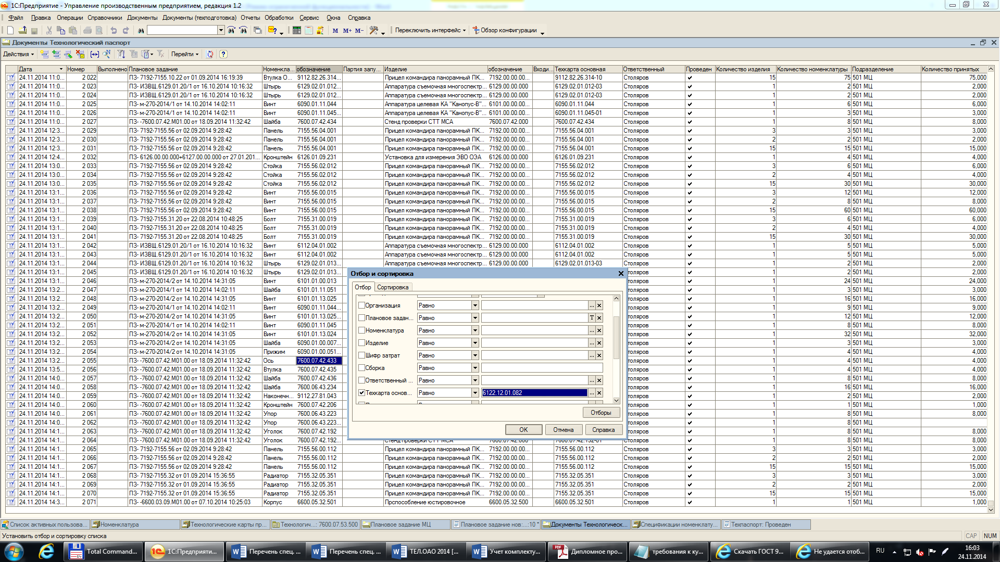 1С:Предприятие - Управление производственным предприятием, редакция 1.2
Файл Правка Операции Справочники Документы Документы (техподготовка) Отчеты Обработки Сервис Окна Справка
M M+ M− Переключить интерфейс Обзор конфигурации
Документы Технологический паспорт
Действия Перейти
Дата Номер Выполнено Плановое задание Номенкла... обозначение Партия запу... Изделие обозначение Входи... Техкарта основная Ответственный Проведен Количество изделия Количество номенклатуры Подразделение Количество принятых
24.11.2014 11:0... 2 022 ПЗ- 7192-7155.10.22 от 01.09.2014 16:19:39 Втулка О... 9112.82.26.314... Прицел командира панорамный ПК... 7192.00.00.00... 9112.82.26.314-10 Столяров 15 75 501 МЦ 75,000
24.11.2014 11:0... 2 023 ПЗ- ИЗВЩ.6129.01.20/1 от 16.10.2014 10:16:32 Штырь 6129.02.01.012... Аппаратура съемочная многоспектр... 6129.00.00.000 6129.02.01.012-03 Столяров 1 2 501 МЦ 2,000
24.11.2014 11:0... 2 024 ПЗ- ИЗВЩ.6129.01.20/1 от 16.10.2014 10:16:32 Штырь 6129.02.01.012... Аппаратура съемочная многоспектр... 6129.00.00.000 6129.02.01.012-03 Столяров 1 2 501 МЦ 2,000
24.11.2014 11:0... 2 025 ПЗ- м-270-2014/1 от 14.10.2014 14:02:11 Винт 6090.01.11.044 Аппаратура целевая КА "Канопус-В"... 6101.00.00.000 6090.01.11.044 Столяров 1 6 501 МЦ 6,000
24.11.2014 11:0... 2 026 ПЗ- м-270-2014/1 от 14.10.2014 14:02:11 Винт 6090.01.11.045... Аппаратура целевая КА "Канопус-В"... 6101.00.00.000 6090.01.11.045-01 Столяров 1 3 501 МЦ 3,000
24.11.2014 11:0... 2 027 ПЗ- -7600.07.42.М01.00 от 18.09.2014 11:32:42 Шайба 7600.07.42.434 Стенд проверки СТТ МСА 7600.07.42.000 7600.07.42.434 Столяров 1 8 501 МЦ 8,000
24.11.2014 12:3... 2 029 ПЗ- 7192-7155.56 от 02.09.2014 9:28:42 Панель 7155.56.04.001 Прицел командира панорамный ПК... 7192.00.00.00... 7155.56.04.001 Столяров 3 3 501 МЦ 3,000
24.11.2014 12:3... 2 030 ПЗ- 7192-7155.56 от 02.09.2014 9:28:42 Панель 7155.56.04.001 Прицел командира панорамный ПК... 7192.00.00.00... 7155.56.04.001 Столяров 2 2 501 МЦ 2,000
24.11.2014 12:3... 2 031 ПЗ- 7192-7155.56 от 02.09.2014 9:28:42 Панель 7155.56.04.001 Прицел командира панорамный ПК... 7192.00.00.00... 7155.56.04.001 Столяров 15 15 501 МЦ 15,000
24.11.2014 12:4... 2 032 ПЗ- 6126.00.00.000+6127.00.00.000 от 27.01.201... Кронштейн 6126.01.09.231 Установка для измерения ЭВО ОЭА 6126.00.00.000 6126.01.09.231 Столяров 1 4 501 МЦ 4,000
24.11.2014 13:0... 2 033 ПЗ- 7192-7155.56 от 02.09.2014 9:28:42 Стойка 7155.56.02.012 Прицел командира панорамный ПК... 7192.00.00.00... 7155.56.02.012 Столяров 3 6 501 МЦ 6,000
24.11.2014 13:0... 2 034 ПЗ- 7192-7155.56 от 02.09.2014 9:28:42 Стойка 7155.56.02.012 Прицел командира панорамный ПК... 7192.00.00.00... 7155.56.02.012 Столяров 2 4 501 МЦ 4,000
24.11.2014 13:0... 2 035 ПЗ- 7192-7155.56 от 02.09.2014 9:28:42 Стойка 7155.56.02.012 Прицел командира панорамный ПК... 7192.00.00.00... 7155.56.02.012 Столяров 15 30 501 МЦ 30,000
24.11.2014 13:1... 2 036 ПЗ- 7192-7155.56 от 02.09.2014 9:28:42 Винт 7155.56.00.015 Прицел командира панорамный ПК... 7192.00.00.00... 7155.56.00.015 Столяров 3 12 501 МЦ 12,000
24.11.2014 13:1... 2 037 ПЗ- 7192-7155.56 от 02.09.2014 9:28:42 Винт 7155.56.00.015 Прицел командира панорамный ПК... 7192.00.00.00... 7155.56.00.015 Столяров 2 8 501 МЦ 8,000
24.11.2014 13:1... 2 038 ПЗ- 7192-7155.56 от 02.09.2014 9:28:42 Винт 7155.56.00.015 Прицел командира панорамный ПК... 7192.00.00.00... 7155.56.00.015 Столяров 15 60 501 МЦ 60,000
24.11.2014 13:1... 2 039 ПЗ- 7192-7155.31.20 от 22.08.2014 10:48:25 Болт 7155.31.00.019 Прицел командира панорамный ПК... 7192.00.00.00... 7155.31.00.019 Столяров 3 6 501 МЦ 6,000
24.11.2014 13:1... 2 040 ПЗ- 7192-7155.31.20 от 22.08.2014 10:48:25 Болт 7155.31.00.019 Прицел командира панорамный ПК... 7192.00.00.00... 7155.31.00.019 Столяров 2 4 501 МЦ 4,000
24.11.2014 13:1... 2 041 ПЗ- 7192-7155.31.20 от 22.08.2014 10:48:25 Болт 7155.31.00.019 Прицел командира панорамный ПК... 7192.00.00.00... 7155.31.00.019 Столяров 15 30 501 МЦ 30,000
24.11.2014 13:1... 2 042 ПЗ- ИЗВЩ.6129.01.20/1 от 16.10.2014 10:16:32 Винт 6112.04.01.002 Аппаратура съемочная многоспектр... 6129.00.00.000 6112.04.01.002 Столяров 1 5 501 МЦ 5,000
24.11.2014 13:1... 2 043 ПЗ- ИЗВЩ.6129.01.20/1 от 16.10.2014 10:16:32 Винт 6112.04.01.002 Аппаратура съемочная многоспектр... 6129.00.00.000 6112.04.01.002 Столяров 1 5 501 МЦ 5,000
24.11.2014 13:1... 2 044 ПЗ- ИЗВЩ.6129.01.20/1 от 16.10.2014 10:16:32 Штырь 6129.02.01.013... Аппаратура съемочная многоспектр... 6129.00.00.000 6129.02.01.013-03 Столяров 1 2 501 МЦ 2,000
24.11.2014 13:1... 2 045 ПЗ- ИЗВЩ.6129.01.20/1 от 16.10.2014 10:16:32 Штырь 6129.02.01.013... толяров 1 2 501 МЦ 2,000
24.11.2014 13:1... 2 046 ПЗ- м-270-2014/2 от 14.10.2014 14:31:05 Винт 6101.01.00.013 толяров 1 24 501 МЦ 24,000
24.11.2014 13:2... 2 047 ПЗ- м-270-2014/1 от 14.10.2014 14:02:11 Шайба 6101.01.11.051 толяров 1 3 501 МЦ 3,000
24.11.2014 13:2... 2 048 ПЗ- м-270-2014/2 от 14.10.2014 14:31:05 Винт 6101.01.13.025 толяров 1 16 501 МЦ 16,000
24.11.2014 13:2... 2 049 ПЗ- м-270-2014/1 от 14.10.2014 14:02:11 Винт 6090.01.11.044... толяров 1 9 501 МЦ 9,000
24.11.2014 13:2... 2 050 ПЗ- м-270-2014/2 от 14.10.2014 14:31:05 Винт 6101.01.13.025... толяров 1 12 501 МЦ 12,000
24.11.2014 13:2... 2 051 ПЗ- м-270-2014/1 от 14.10.2014 14:02:11 Винт 6090.01.11.045 толяров 1 8 501 МЦ 8,000
24.11.2014 13:2... 2 052 ПЗ- м-270-2014/2 от 14.10.2014 14:31:05 Винт 6101.01.13.024 толяров 1 32 501 МЦ 32,000
24.11.2014 13:2... 2 053 ПЗ- м-270-2014/2 от 14.10.2014 14:31:05 Шайба 6090.01.00.007... толяров 1 3 501 МЦ 3,000
24.11.2014 13:2... 2 054 ПЗ- м-270-2014/2 от 14.10.2014 14:31:05 Прижим 6090.01.00.051... толяров 1 4 501 МЦ 4,000
24.11.2014 13:2... 2 055 ПЗ- -7600.07.42.М01.00 от 18.09.2014 11:32:42 Ось 7600.07.42.433 толяров 1 4 501 МЦ 4,000
24.11.2014 13:5... 2 056 ПЗ- -7600.07.42.М01.00 от 18.09.2014 11:32:42 Втулка 7600.07.42.435 толяров 1 4 501 МЦ 4,000
24.11.2014 14:0... 2 057 ПЗ- -7600.07.42.М01.00 от 18.09.2014 11:32:42 Шайба 7600.07.42.436 толяров 1 8 501 МЦ 8,000
24.11.2014 14:0... 2 058 ПЗ- -7600.07.42.М01.00 от 18.09.2014 11:32:42 Шайба 7600.06.43.234 толяров 1 16 501 МЦ 16,000
24.11.2014 14:0... 2 059 ПЗ- -7600.07.42.М01.00 от 18.09.2014 11:32:42 Наконечн... 9112.27.81.043 толяров 1 2 501 МЦ 2,000
24.11.2014 14:0... 2 060 ПЗ- -7600.07.42.М01.00 от 18.09.2014 11:32:42 Кронштейн 7600.07.42.206 толяров 1 1 501 МЦ 1,000
24.11.2014 14:0... 2 061 ПЗ- -7600.07.42.М01.00 от 18.09.2014 11:32:42 Упор 7600.06.43.223 толяров 1 8 501 МЦ 8,000
24.11.2014 14:0... 2 062 ПЗ- -7600.07.42.М01.00 от 18.09.2014 11:32:42 Упор 7600.06.43.223... толяров 1 8 501 МЦ
24.11.2014 14:1... 2 063 ПЗ- -7600.07.42.М01.00 от 18.09.2014 11:32:42 Уголок 7600.07.42.192 толяров 1 8 501 МЦ 8,000
24.11.2014 14:1... 2 064 ПЗ- -7600.07.42.М01.00 от 18.09.2014 11:32:42 Уголок 7600.07.42.192... Стенд проверки СТТ МСА 7600.07.42.000 7600.07.42.192-01 толяров 1 8 501 МЦ 8,000
24.11.2014 14:1... 2 065 ПЗ- 7192-7155.56 от 02.09.2014 9:28:42 Панель 7155.56.00.112 Прицел командира панорамный ПК... 7192.00.00.00... 7155.56.00.112 Столяров 3 3 501 МЦ 3,000
24.11.2014 14:1... 2 066 ПЗ- 7192-7155.56 от 02.09.2014 9:28:42 Панель 7155.56.00.112 Прицел командира панорамный ПК... 7192.00.00.00... 7155.56.00.112 Столяров 2 2 501 МЦ 2,000
24.11.2014 14:1... 2 067 ПЗ- 7192-7155.56 от 02.09.2014 9:28:42 Панель 7155.56.00.112 Прицел командира панорамный ПК... 7192.00.00.00... 7155.56.00.112 Столяров 15 15 501 МЦ 15,000
24.11.2014 14:1... 2 068 ПЗ- 7192-7155.32 от 01.09.2014 15:36:55 Радиатор 7155.32.05.351 Прицел командира панорамный ПК... 7192.00.00.00... 7155.32.05.351 Столяров 3 3 501 МЦ 3,000
24.11.2014 14:1... 2 069 ПЗ- 7192-7155.32 от 01.09.2014 15:36:55 Радиатор 7155.32.05.351 Прицел командира панорамный ПК... 7192.00.00.00... 7155.32.05.351 Столяров 2 2 501 МЦ 2,000
24.11.2014 14:1... 2 070 ПЗ- 7192-7155.32 от 01.09.2014 15:36:55 Радиатор 7155.32.05.351 Прицел командира панорамный ПК... 7192.00.00.00... 7155.32.05.351 Столяров 15 15 501 МЦ 15,000
24.11.2014 14:3... 2 071 ПЗ- -6600.03.09.М01.00 от 07.10.2014 10:25:03 Корпус 6600.05.32.500 Прспособление юстировочное 6600.05.32.500 6600.05.32.501 Столяров 1 1 501 МЦ 1,000
Отбор и сортировка
Отбор Сортировка
Организация Равно ...
Плановое задан... Равно T
Номенклатура Равно ...
Изделие Равно ...
Шифр затрат Равно ...
Сборка Равно
Ответственный ... Равно ...
Техкарта основ... Равно 6122.12.01.082 ...
Отборы
OK Отмена Справка
Список активных пользова... Номенклатура Технологические карты пр... Технологич...: 7600.07.53.500 Плановое задание МЦ Плановое задание нов:...:10 * Документы Технологическ... Спецификации номенклату... Техпаспорт: Проведен
Установить отбор и сортировку списка CAP NUM
Total Command... 1С:Предприяти... Перечень спец. ... Перечень спец. ... ТЕЛ.ОАО 2014 [... Учет комплекту... Дипломное про... требования к ку... Скачать ГОСТ 9... Не удается отоб... RU 16:03
24.11.2014